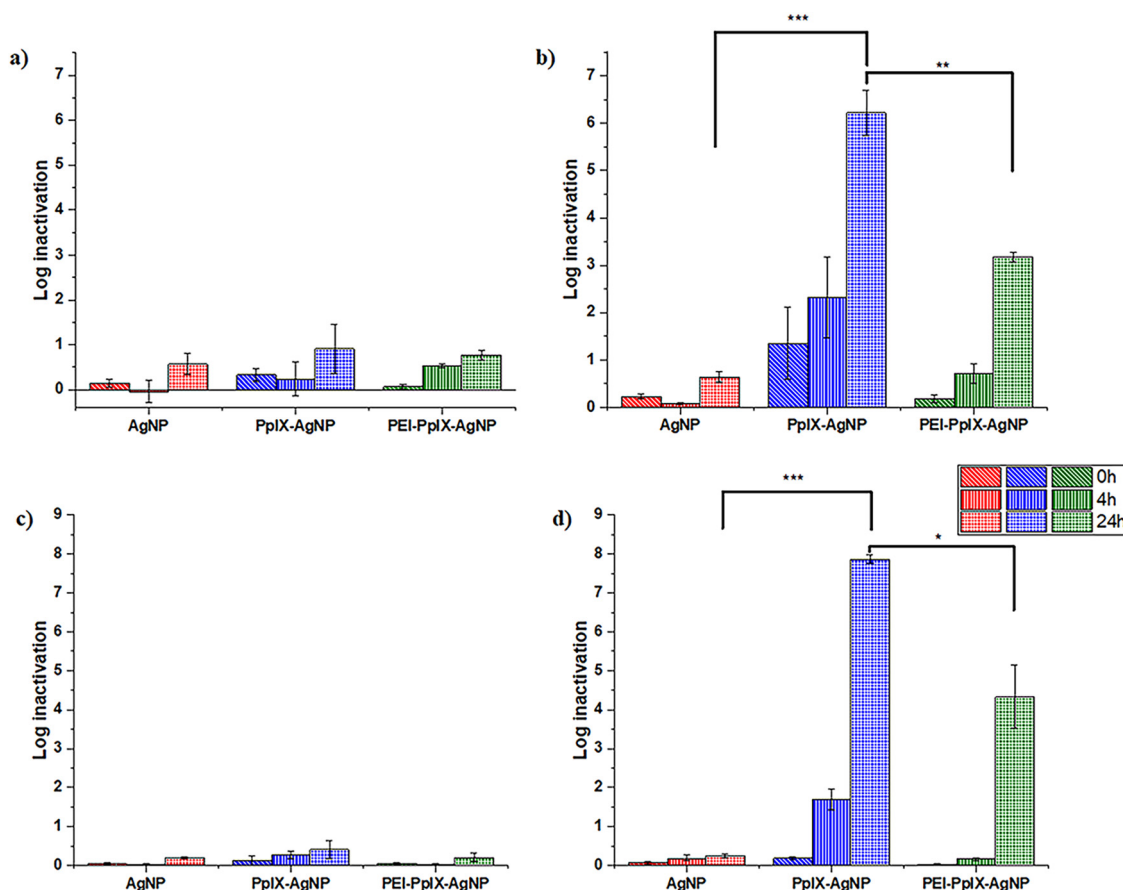 a)
Log inactivation
7
6
5
4
3
2
1
0
AgNP PpIX-AgNP PEI-PpIX-AgNP
b)
***
**
Log inactivation
7
6
5
4
3
2
1
0
AgNP PpIX-AgNP PEI-PpIX-AgNP
c)
Log inactivation
9
8
7
6
5
4
3
2
1
0
AgNP PpIX-AgNP PEI-PpIX-AgNP
d)
***
*
0h
4h
24h
Log inactivation
9
8
7
6
5
4
3
2
1
0
AgNP PpIX-AgNP PEI-PpIX-AgNP